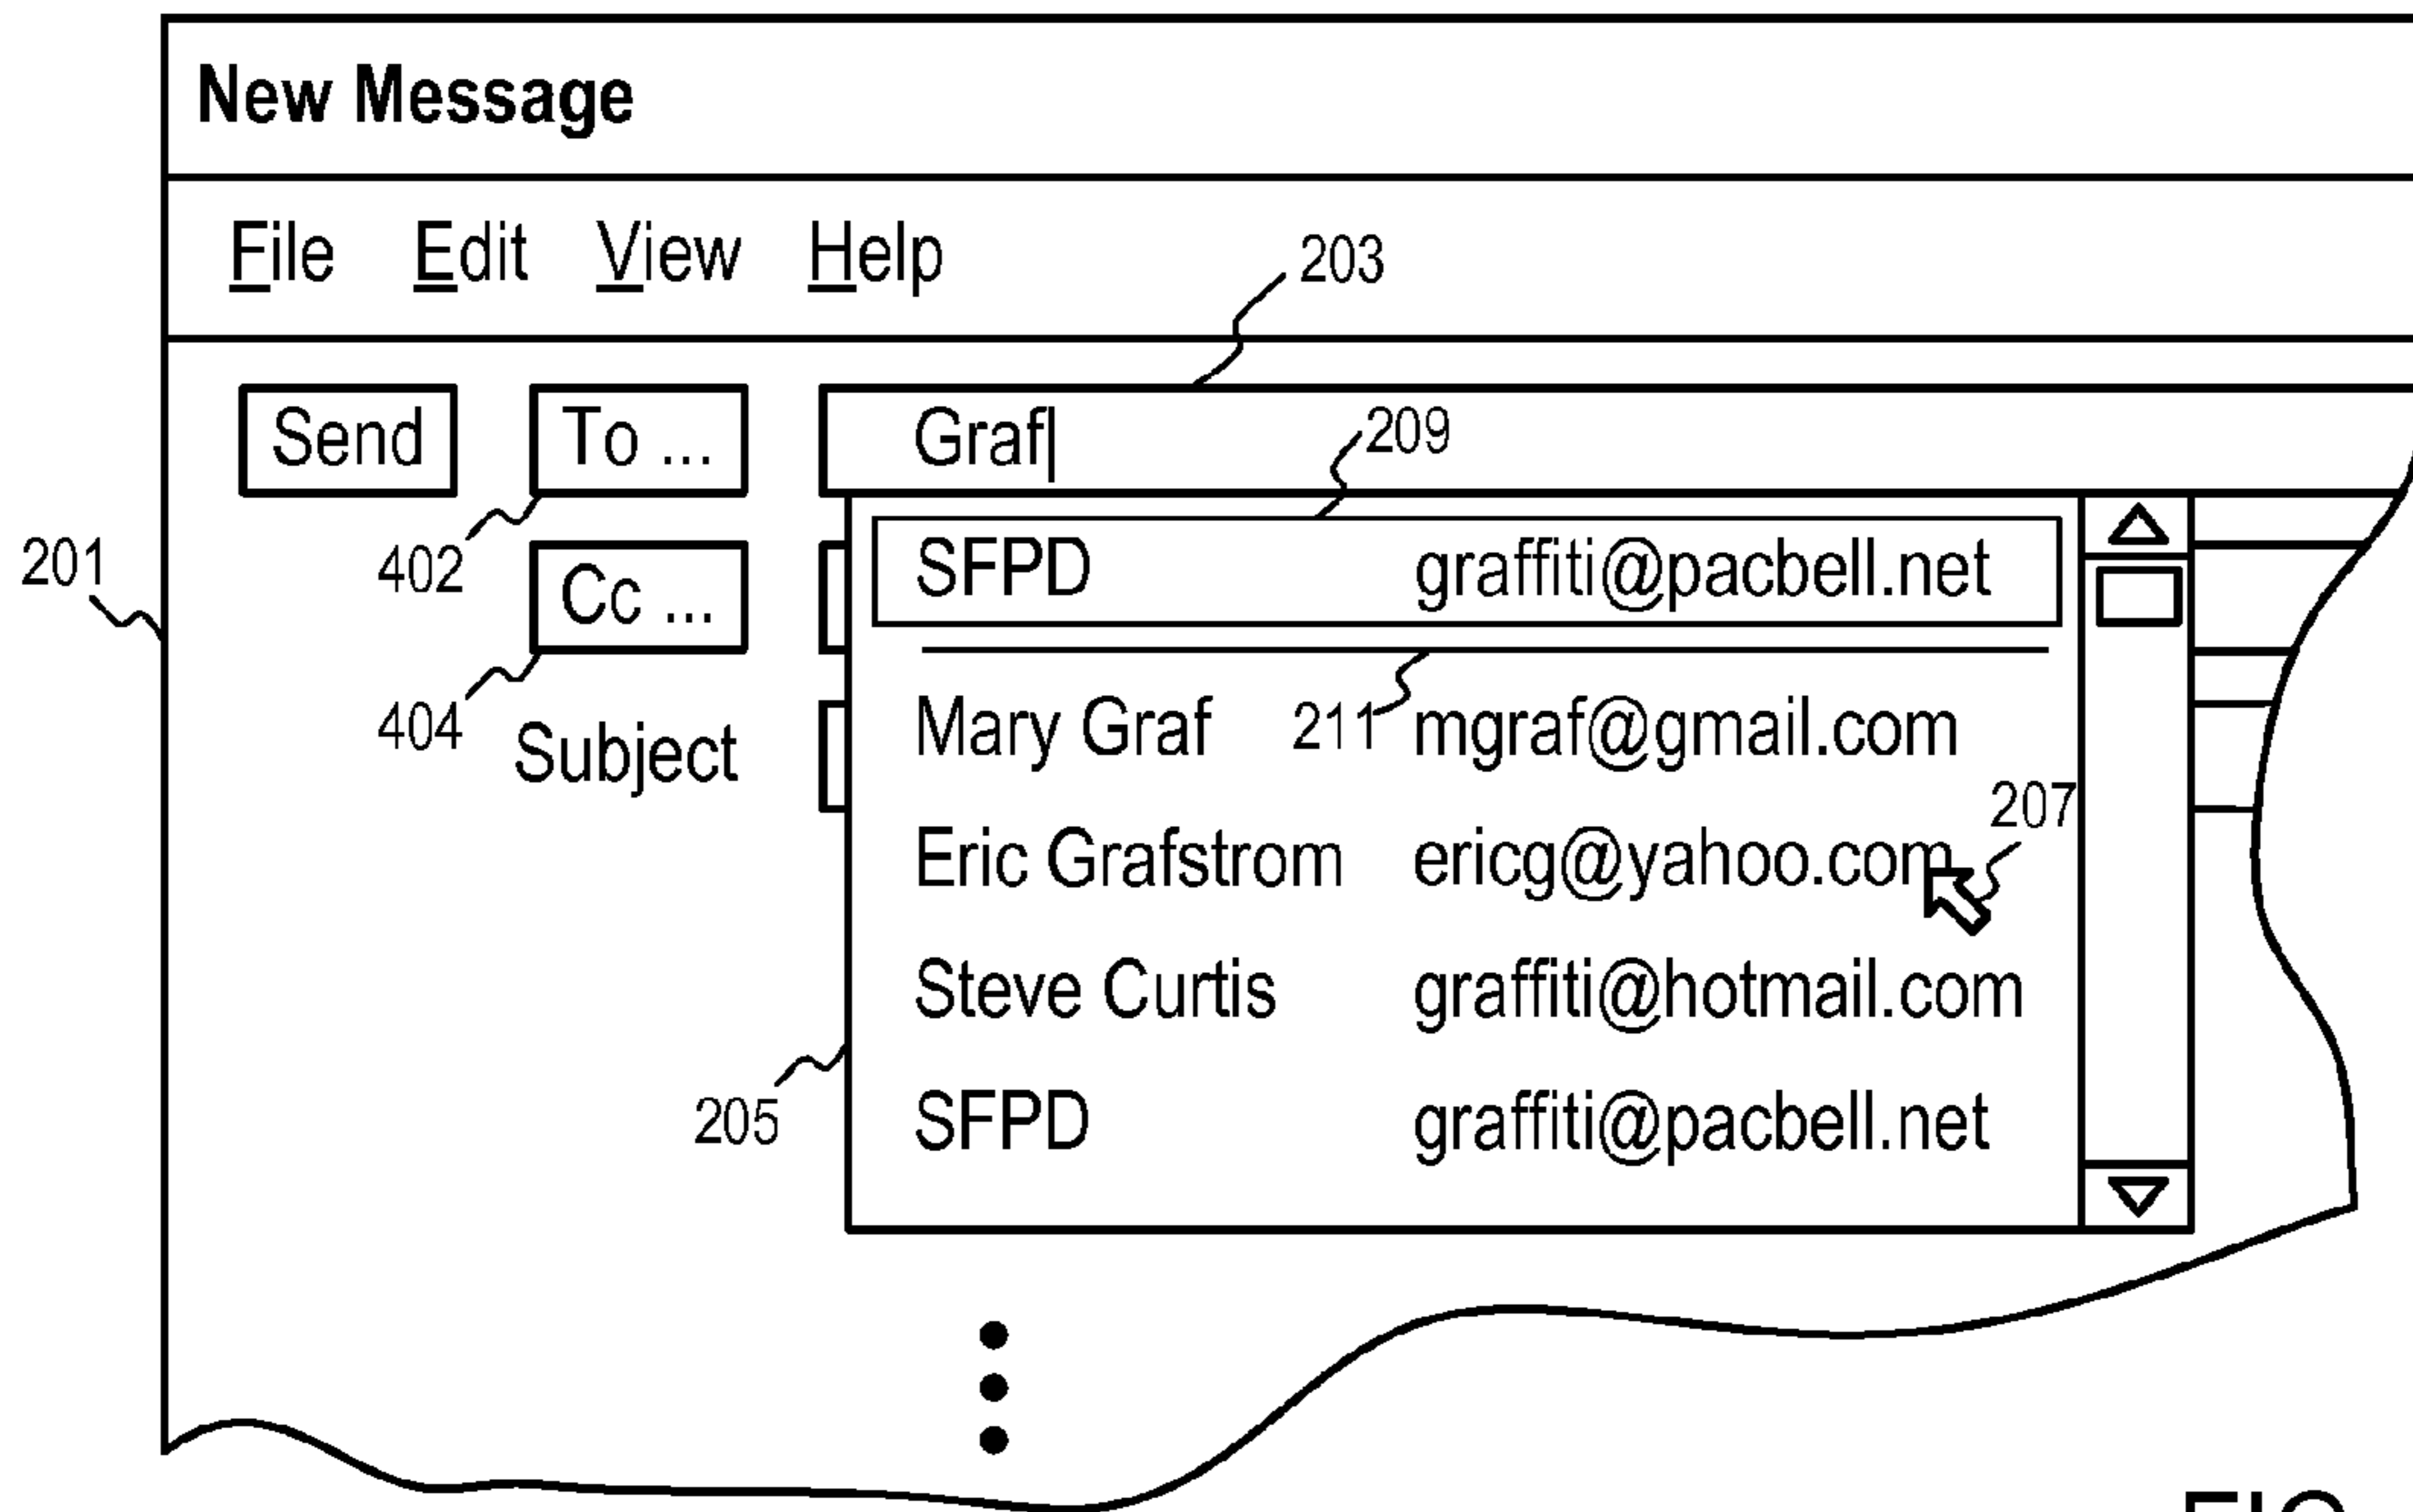 New Message
File Edit View Help
203
Send To ... Graf
209
201
402
SFPD graffiti@pacbell.net
Cc ...
404
Subject
Mary Graf 211 mgraf@gmail.com
207
Eric Grafstrom ericg@yahoo.com
Steve Curtis graffiti@hotmail.com
205
SFPD graffiti@pacbell.net